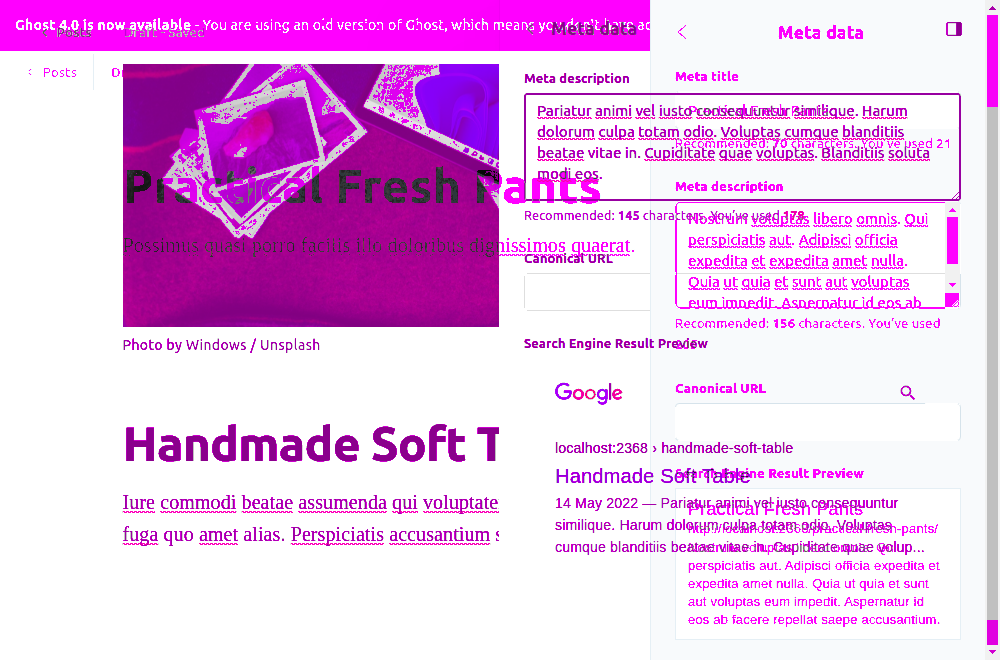 Ghost 4.0 is now available - You are using an old version of Ghost, which means you don't have ac
Posts
Draft - Saved
Meta data
Meta data
Posts
Dr
Meta description
Pariatur animi vel iusto consequuntur similique. Harum
dolorum culpa totam odio. Voluptas cumque blanditiis
beatae vitae in. Cupiditate quae voluptas. Blanditiis soluta
modi eos.
Recommended: 145 characters. You've used 178
Canonical URL
Search Engine Result Preview
Google
localhost:2368 › handmade-soft-table
Handmade Soft Table
14 May 2022 — Pariatur animi vel iusto consequuntur
similique. Harum dolorum culpa totam odio. Voluptas
cumque blanditiis beatae vitae in. Cupiditate quae volup...
Meta title
Practical Fresh Pants
Recommended: 70 characters. You've used 21
Meta description
Nostrum voluptas libero omnis. Qui
perspiciatis aut. Adipisci officia
expedita et expedita amet nulla.
Quia ut quia et sunt aut voluptas
eum impedit. Aspernatur id eos ab
Recommended: 156 characters. You've used
Canonical URL
Search Engine Result Preview
Practical Fresh Pants
http://localhost:2368/practical-fresh-pants/
Nostrum voluptas libero omnis. Qui
perspiciatis aut. Adipisci officia expedita et
expedita amet nulla. Quia ut quia et sunt
aut voluptas eum impedit. Aspernatur id
eos ab facere repellat saepe accusantium.
Practical Fresh Pants
Possimus quasi porro facilis in doloribus dignissimos quaerat.
Photo by Windows / Unsplash
Handmade Soft T
Iure commodi beatae assumenda qui voluptate
fuga quo amet alias. Perspiciatis accusantium s